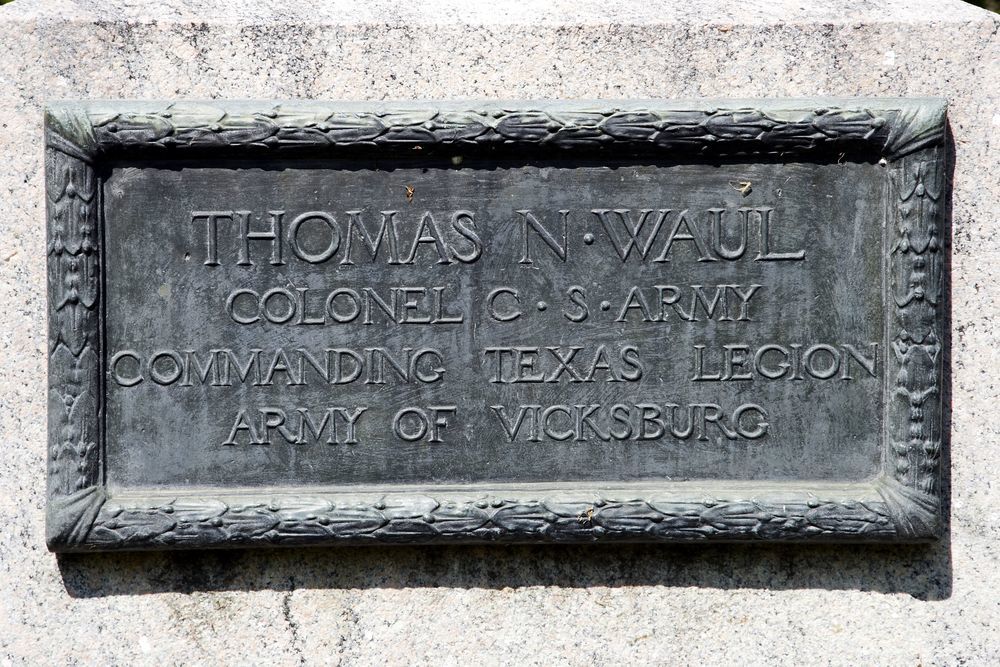 THOMAS N·WAUL
COLONEL C·S·ARMY
COMMANDING TEXAS LEGION
ARMY OF VICKSBURG